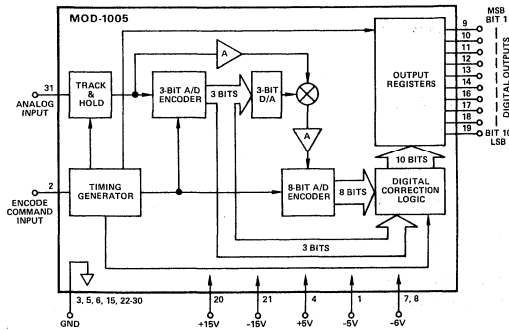 MOD-1005
9
MSB
BIT 1
10
11
12
13
14
16
17
18
19
BIT 10
LSB
DIGITAL OUTPUTS
A
31
ANALOG
INPUT
TRACK
&
HOLD
3-BIT A/D
ENCODER
3 BITS
3-BIT
D/A
OUTPUT
REGISTERS
A
10 BITS
2
ENCODE
COMMAND
INPUT
TIMING
GENERATOR
8-BIT A/D
ENCODER
8 BITS
DIGITAL
CORRECTION
LOGIC
3 BITS
3, 5, 6, 15, 22-30
20
21
4
1
7, 8
GND
+15V
-15V
+5V
-5V
-6V